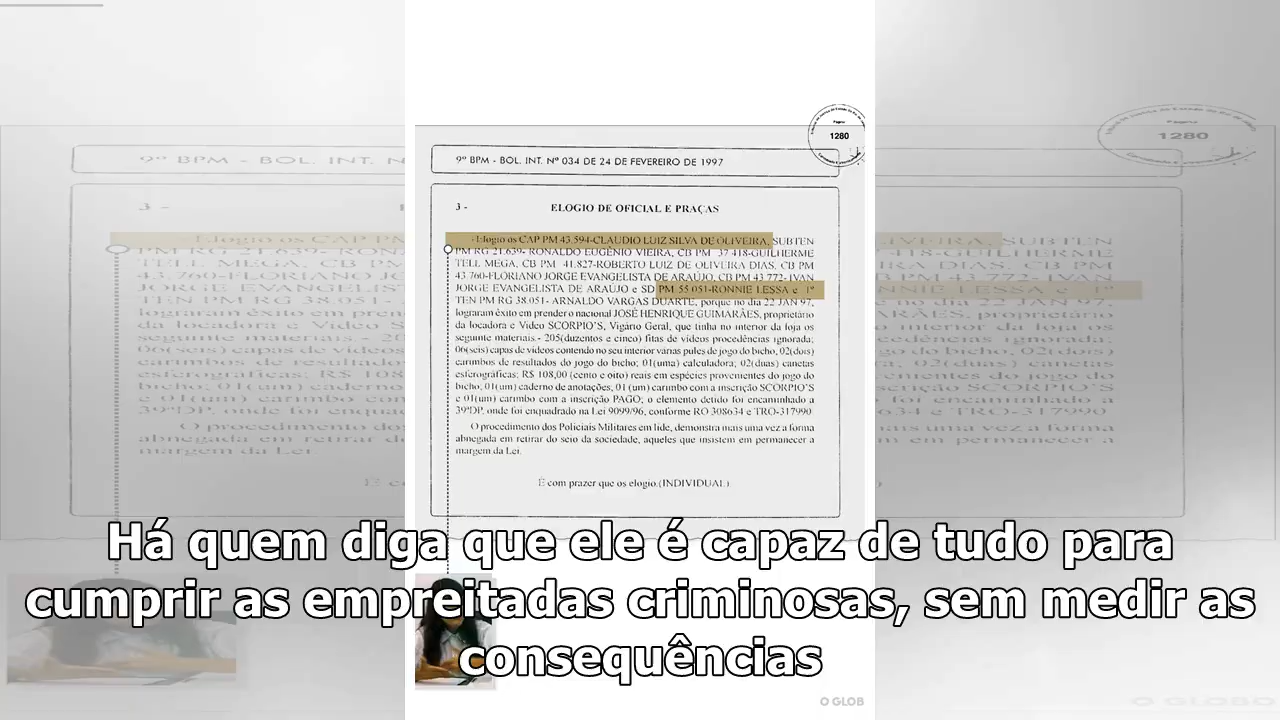 1280
9º BPM - BOL. INT. Nº 034 DE 24 DE FEVEREIRO DE 1997
3 - ELOGIO DE OFICIAL E PRAÇAS
Elogio os CAP PM 43.594-CLAUDIO LUIZ SILVA DE OLIVEIRA, SUBTEN
PM RG 21.639- RONALDO EUGÊNIO VIEIRA, CB PM 37.418-GUILHERME
TELL MEGA, CB PM 41.827-ROBERTO LUIZ DE OLIVEIRA DIAS, CB PM
43.760-FLORIANO JORGE EVANGELISTA DE ARAÚJO, CB PM 43.772- IVAN
JORGE EVANGELISTA DE ARAÚJO e SD PM 55.051-RONNIE LESSA e 1º
TEN PM RG 38.051- ARNALDO VARGAS DUARTE, porque no dia 22 JAN 97,
lograram êxito em prender o nacional JOSÉ HENRIQUE GUIMARÃES, proprietário
da locadora e Video SCORPIO'S, Vigário Geral, que tinha no interior da loja os
seguinte materiais.- 205(duzentos e cinco) fitas de vídeos procedências ignorada;
06(seis) capas de vídeos contendo no seu interior varias pules de jogo do bicho, 02(dois)
carimbos de resultados do jogo do bicho; 01(uma) calculadora; 02(duas) canetas
esferográficas; R$ 108,00 (cento e oito) reais em espécies provenientes do jogo do
bicho, 01(um) caderno de anotações, 01 (um) carimbo com a inscrição SCORPIO'S
e 01(um) carimbo com a inscrição PAGO; o elemento detido foi encaminhado a
39ªDP, onde foi enquadrado na Lei 9099/96, conforme RO 308634 e TRO-317990
O procedimento dos Policiais Militares em lide, demonstra mais uma vez a forma
abnegada em retirar do seio da sociedade, aqueles que insistem em permanecer a
margem da Lei.
É com prazer que os elogio.(INDIVIDUAL)
Há quem diga que ele é capaz de tudo para
cumprir as empreitadas criminosas, sem medir as
consequências
O GLOB